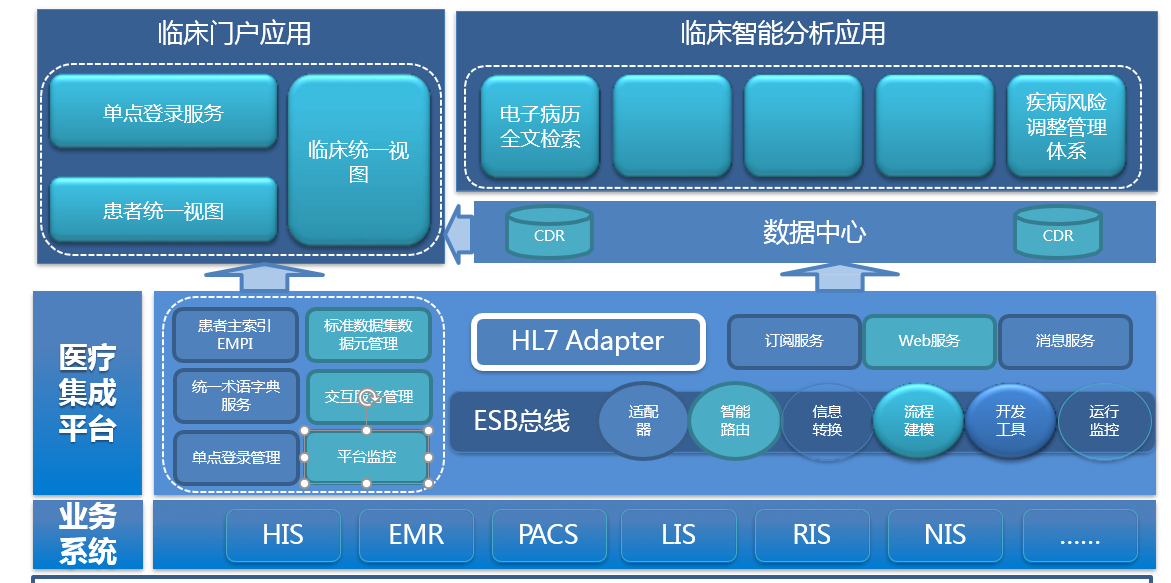 临床门户应用
单点登录服务
患者统一视图
临床统一视
图
临床智能分析应用
电子病历
全文检索
疾病风险
调整管理
体系
CDR
数据中心
CDR
医疗
集成
平台
患者主索引
EMPI
标准数据集数
据元管理
统一术语字典
服务
交互服务管理
单点登录管理
平台监控
HL7 Adapter
订阅服务
Web服务
消息服务
ESB总线
适配
器
智能
路由
信息
转换
流程
建模
开发
工具
运行
监控
业务
系统
HIS
EMR
PACS
LIS
RIS
NIS
......